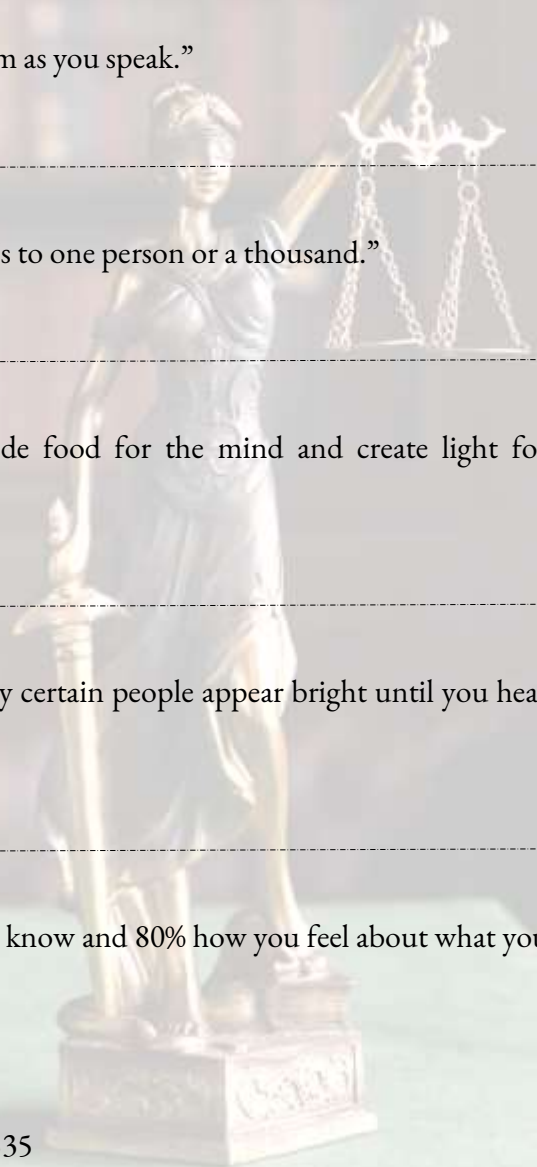 m as you speak.”
s to one person or a thousand.”
de food for the mind and create light fo
y certain people appear bright until you hea
know and 80% how you feel about what you
35